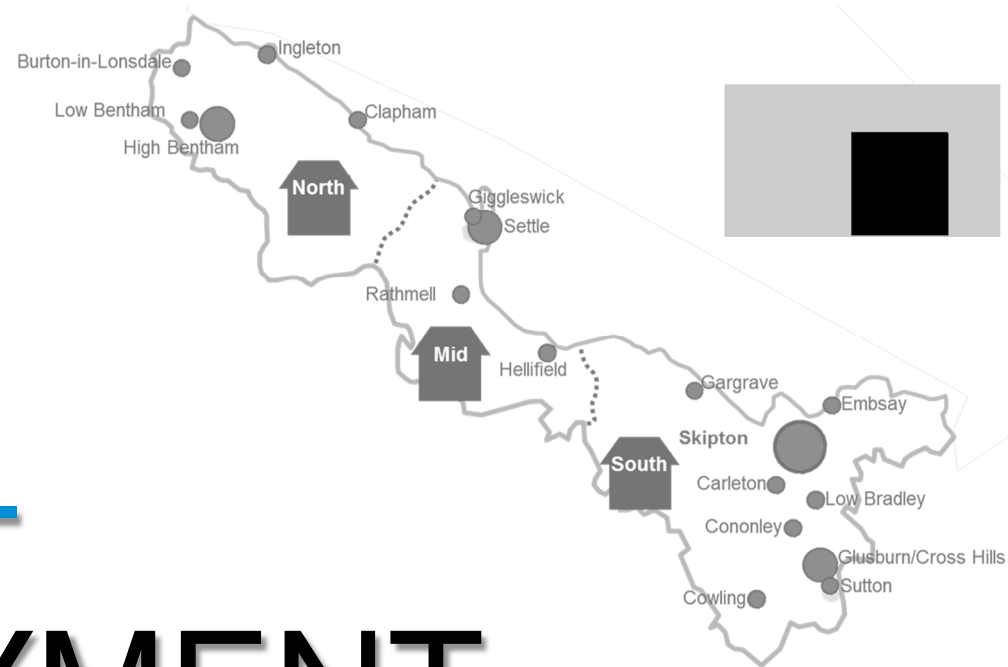 Ingleton
Burton-in-Lonsdale
Low Bentham
Clapham
High Bentham
North
Giggleswick
Settle
Rathmell
Mid
Hellifield
Gargrave
Embsay
Skipton
South
Carleton
Low Bradley
Cononley
Glusburn/Cross Hills
Sutton
Cowling
YMENT